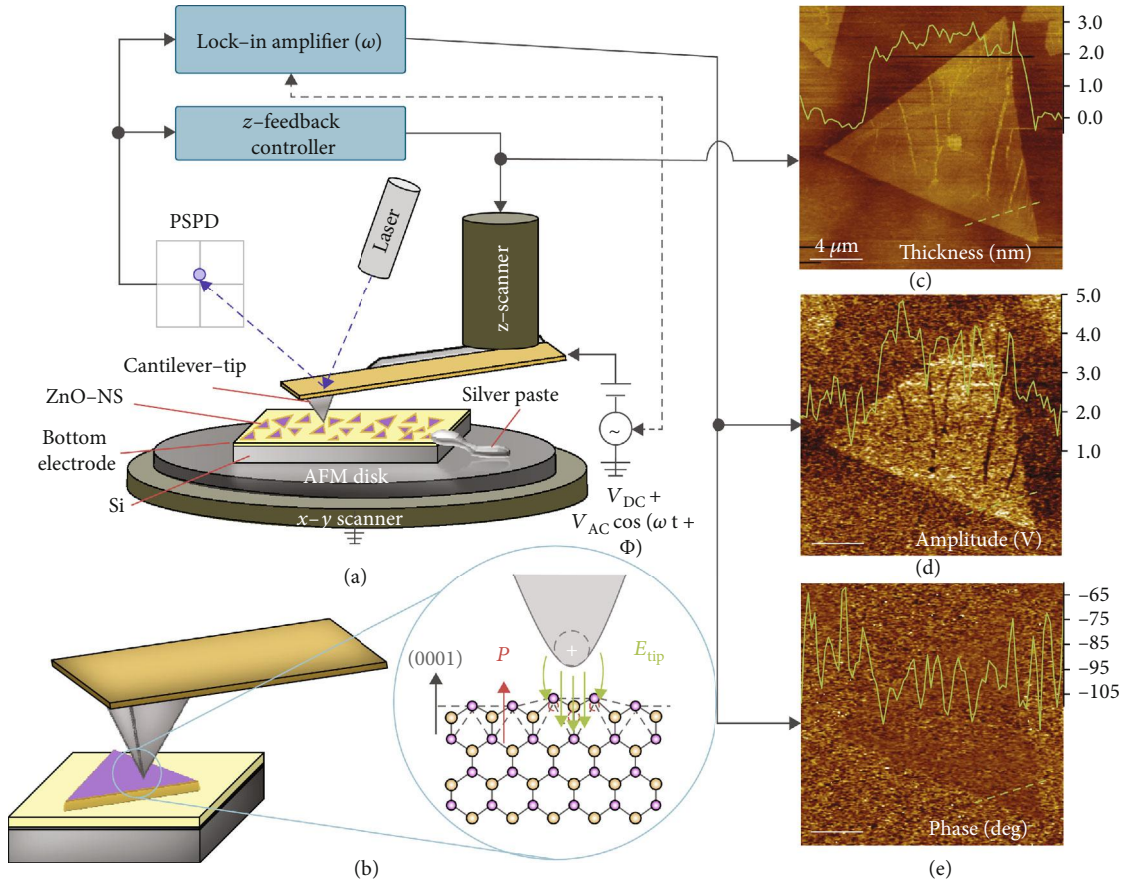 Lock–in amplifier (ω)
z–feedback
controller
PSPD
Laser
z–scanner
Cantilever–tip
ZnO–NS
Silver paste
Bottom
electrode
AFM disk
Si
x–y scanner
~
V_DC +
V_AC cos (ω t +
Φ)
(a)
(0001)
P
+
E_tip
(b)
3.0
2.0
1.0
0.0
4 μm
Thickness (nm)
(c)
5.0
4.0
3.0
2.0
1.0
Amplitude (V)
(d)
–65
–75
–85
–95
–105
Phase (deg)
(e)